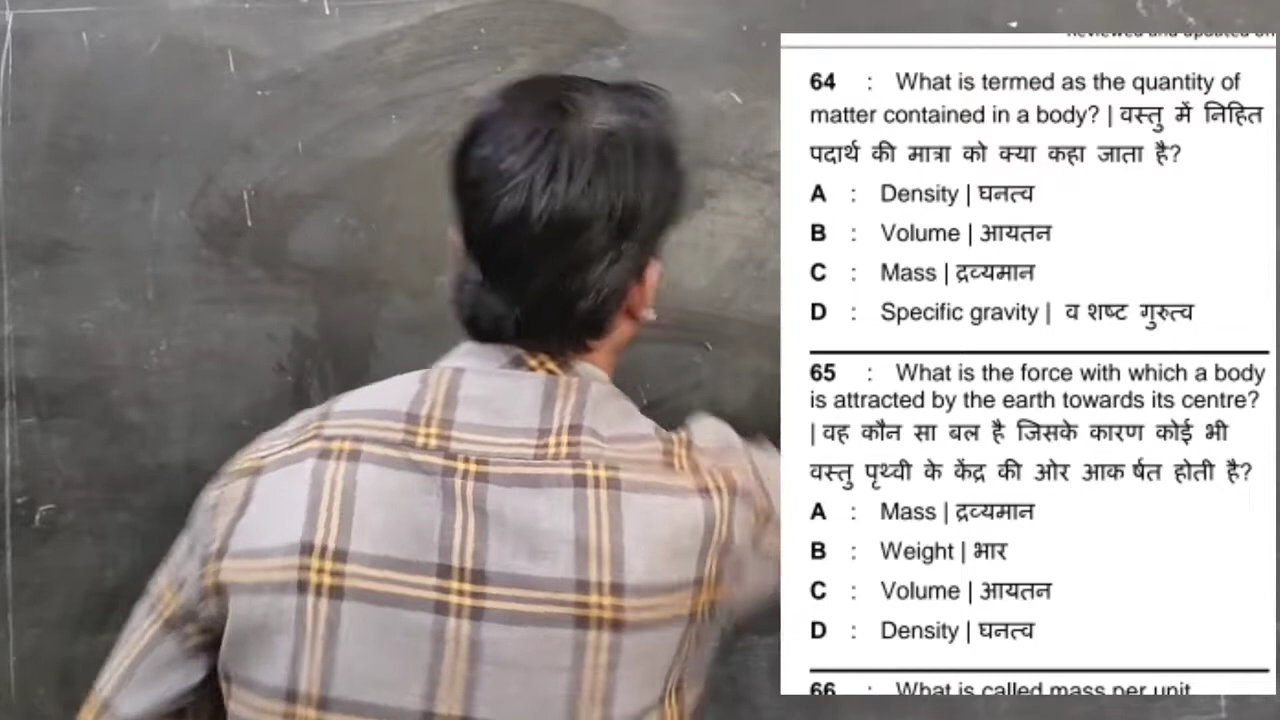 64 : What is termed as the quantity of
matter contained in a body? | वस्तु में निहित
पदार्थ की मात्रा को क्या कहा जाता है?
A : Density | घनत्व
B : Volume | आयतन
C : Mass | द्रव्यमान
D : Specific gravity | व शष्ट गुरुत्व
65 : What is the force with which a body
is attracted by the earth towards its centre?
| वह कौन सा बल है जिसके कारण कोई भी
वस्तु पृथ्वी के केंद्र की ओर आक र्षत होती है?
A : Mass | द्रव्यमान
B : Weight | भार
C : Volume | आयतन
D : Density | घनत्व
66 : What is called mass per unit